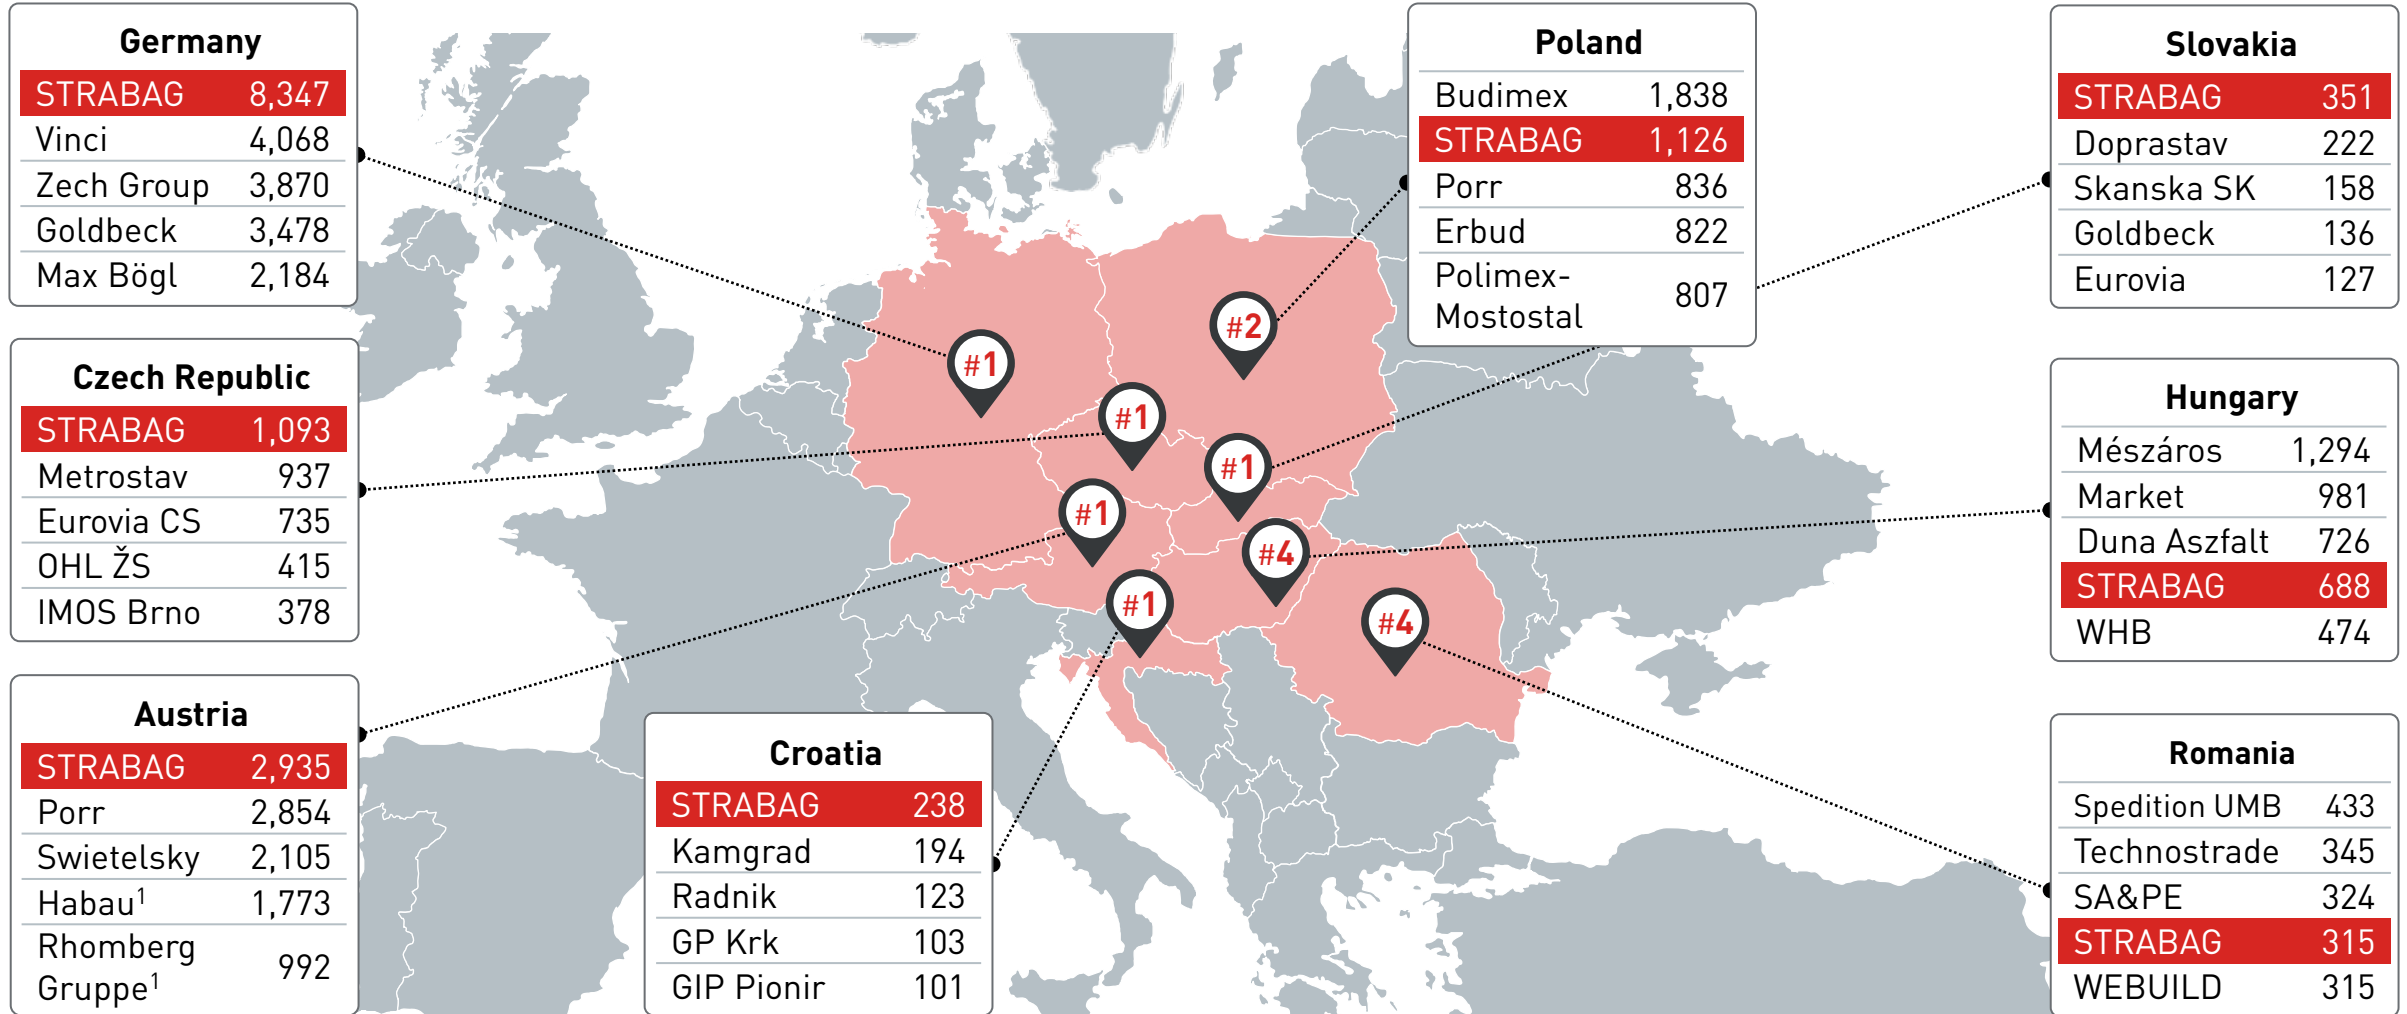 Germany
STRABAG 8,347
Vinci 4,068
Zech Group 3,870
Goldbeck 3,478
Max Bögl 2,184
Czech Republic
STRABAG 1,093
Metrostav 937
Eurovia CS 735
OHL ŽS 415
IMOS Brno 378
Austria
STRABAG 2,935
Porr 2,854
Swietelsky 2,105
Habau¹ 1,773
Rhomberg
Gruppe¹ 992
Croatia
STRABAG 238
Kamgrad 194
Radnik 123
GP Krk 103
GIP Pionir 101
Poland
Budimex 1,838
STRABAG 1,126
Porr 836
Erbud 822
Polimex-
Mostostal 807
Slovakia
STRABAG 351
Doprastav 222
Skanska SK 158
Goldbeck 136
Eurovia 127
Hungary
Mészáros 1,294
Market 981
Duna Aszfalt 726
STRABAG 688
WHB 474
Romania
Spedition UMB 433
Technostrade 345
SA&PE 324
STRABAG 315
WEBUILD 315
#2
#1
#1
#1
#1
#4
#1
#4